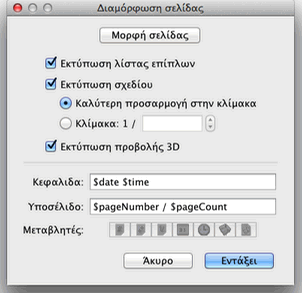 Διαμόρφωση σελίδας
Μορφή σελίδας
Εκτύπωση λίστας επίπλων
Εκτύπωση σχεδίου
Καλύτερη προσαρμογή στην κλίμακα
Κλίμακα: 1 /
Εκτύπωση προβολής 3D
Κεφαλιδα: $date $time
Υποσέλιδο: $pageNumber / $pageCount
Μεταβλητές:
Άκυρο Εντάξει